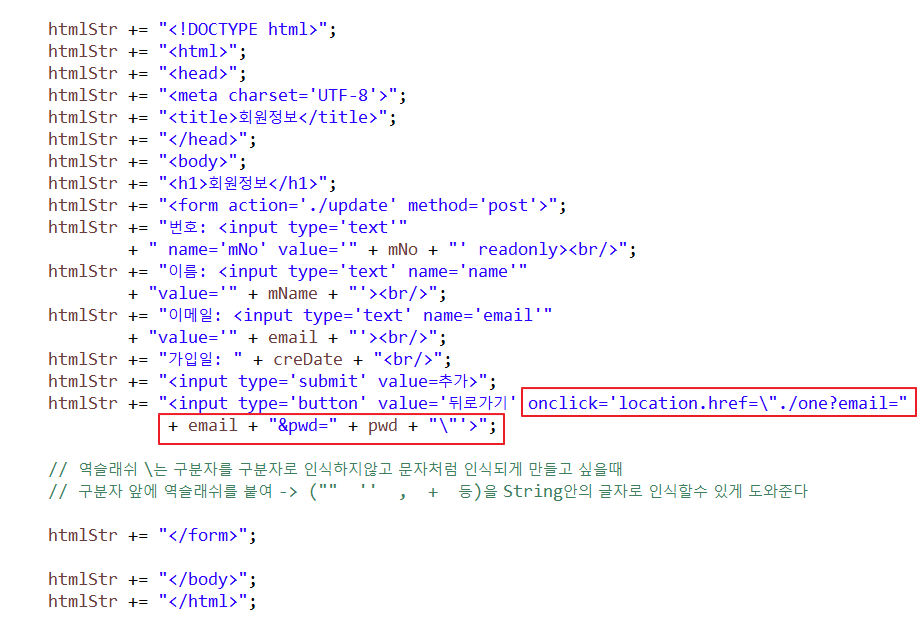 htmlStr += "<!DOCTYPE html>";
htmlStr += "<html>";
htmlStr += "<head>";
htmlStr += "<meta charset='UTF-8'>";
htmlStr += "<title>회원정보</title>";
htmlStr += "</head>";
htmlStr += "<body>";
htmlStr += "<h1>회원정보</h1>";
htmlStr += "<form action='./update' method='post'>";
htmlStr += "번호: <input type='text'"
+ " name='mNo' value='" + mNo + "' readonly><br/>";
htmlStr += "이름: <input type='text' name='name'"
+ "value='" + mName + "'><br/>";
htmlStr += "이메일: <input type='text' name='email'"
+ "value='" + email + "'><br/>";
htmlStr += "가입일: " + creDate + "<br/>";
htmlStr += "<input type='submit' value=추가>";
htmlStr += "<input type='button' value='뒤로가기' onclick='location.href=\"./one?email="
+ email + "&pwd=" + pwd + "\"'>";
// 역슬래쉬 \는 구분자를 구분자로 인식하지않고 문자처럼 인식되게 만들고 싶을때
// 구분자 앞에 역슬래쉬를 붙여 -> ("" '' , + 등)을 String안의 글자로 인식할수 있게 도와준다
htmlStr += "</form>";
htmlStr += "</body>";
htmlStr += "</html>";